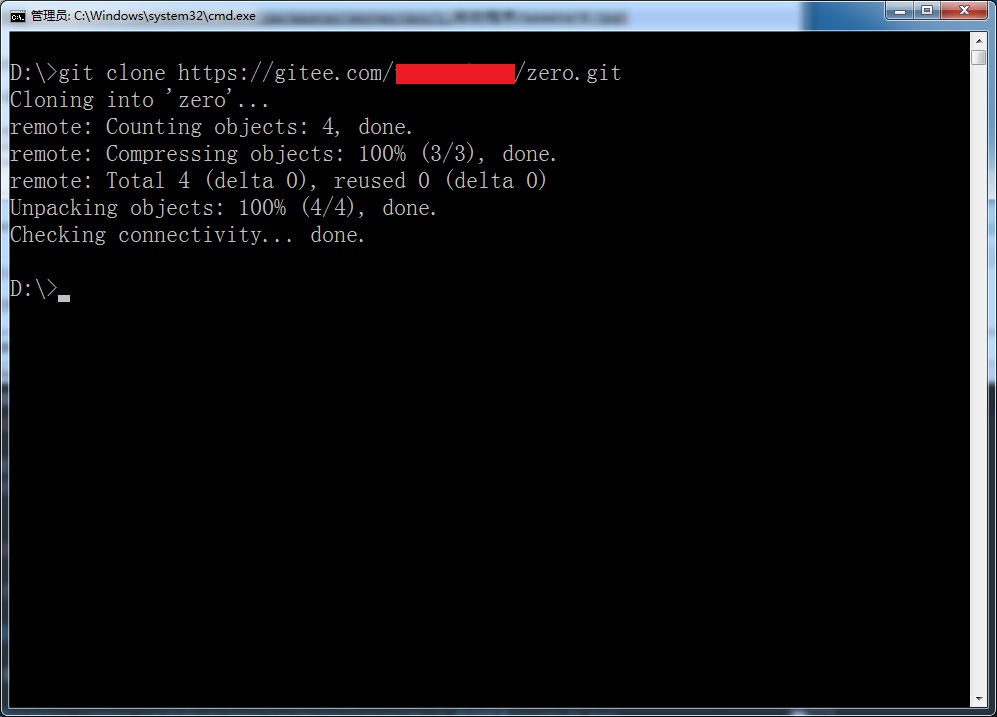 管理员: C:\Windows\system32\cmd.exe
D:\>git clone https://gitee.com/ /zero.git
Cloning into 'zero'...
remote: Counting objects: 4, done.
remote: Compressing objects: 100% (3/3), done.
remote: Total 4 (delta 0), reused 0 (delta 0)
Unpacking objects: 100% (4/4), done.
Checking connectivity... done.
D:\>